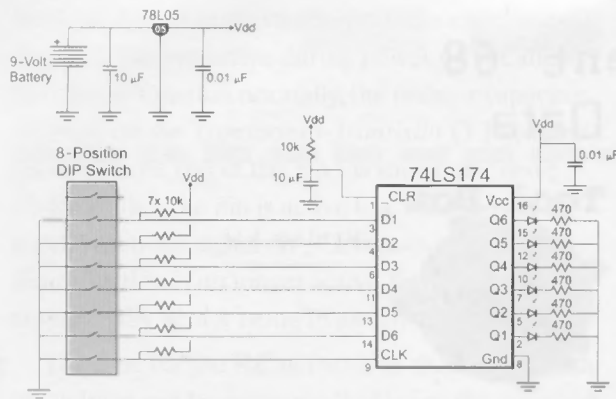 78L05
05
Vdd
9-Volt
Battery
10 µF
0.01 µF
Vdd
10k
10 µF
Vdd
0.01 µF
8-Position
DIP Switch
Vdd
7x 10k
74LS174
CLR
Vcc
1
16
D1
Q6
470
3
15
D2
Q5
470
4
12
D3
Q4
470
6
10
D4
Q3
470
11
7
D5
Q2
470
13
5
D6
Q1
470
14
2
CLK
Gnd
9
8